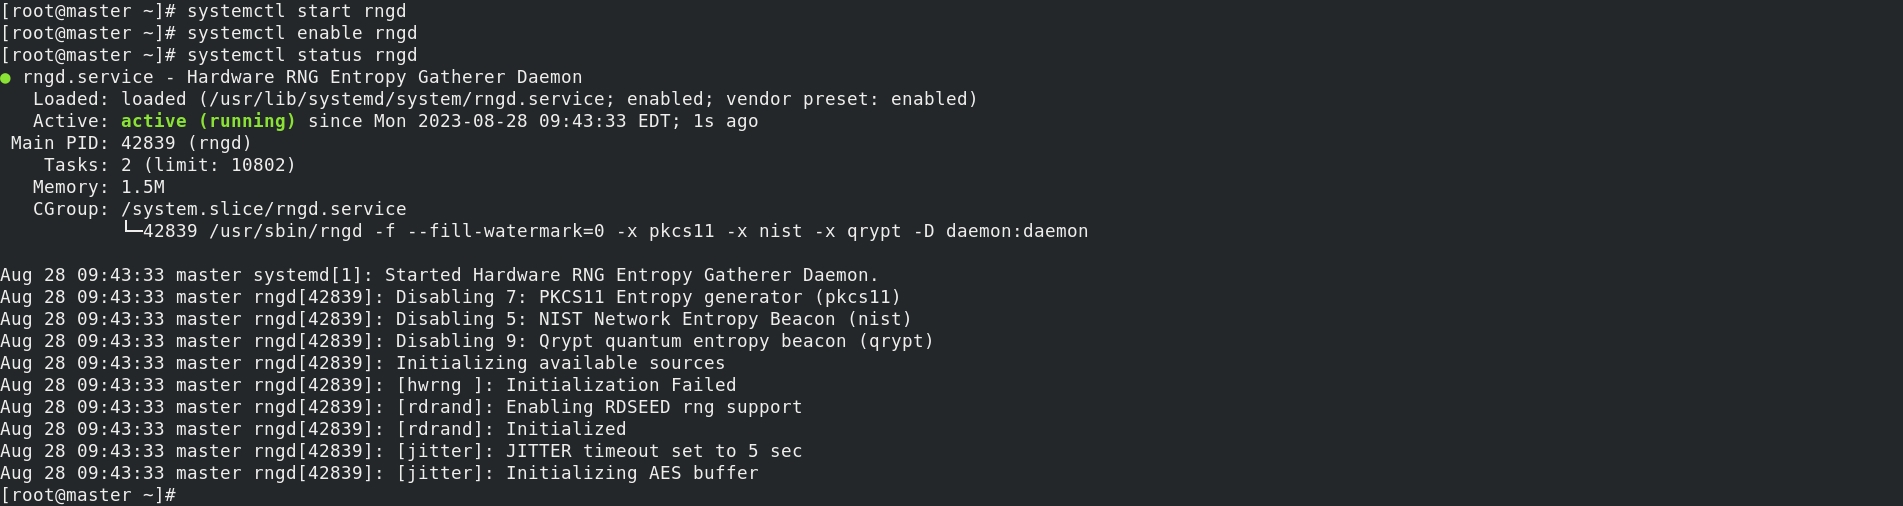 [root@master ~]# systemctl start rngd
[root@master ~]# systemctl enable rngd
[root@master ~]# systemctl status rngd
● rngd.service - Hardware RNG Entropy Gatherer Daemon
   Loaded: loaded (/usr/lib/systemd/system/rngd.service; enabled; vendor preset: enabled)
   Active: active (running) since Mon 2023-08-28 09:43:33 EDT; 1s ago
 Main PID: 42839 (rngd)
    Tasks: 2 (limit: 10802)
   Memory: 1.5M
   CGroup: /system.slice/rngd.service
           └─42839 /usr/sbin/rngd -f --fill-watermark=0 -x pkcs11 -x nist -x qrypt -D daemon:daemon

Aug 28 09:43:33 master systemd[1]: Started Hardware RNG Entropy Gatherer Daemon.
Aug 28 09:43:33 master rngd[42839]: Disabling 7: PKCS11 Entropy generator (pkcs11)
Aug 28 09:43:33 master rngd[42839]: Disabling 5: NIST Network Entropy Beacon (nist)
Aug 28 09:43:33 master rngd[42839]: Disabling 9: Qrypt quantum entropy beacon (qrypt)
Aug 28 09:43:33 master rngd[42839]: Initializing available sources
Aug 28 09:43:33 master rngd[42839]: [hwrng ]: Initialization Failed
Aug 28 09:43:33 master rngd[42839]: [rdrand]: Enabling RDSEED rng support
Aug 28 09:43:33 master rngd[42839]: [rdrand]: Initialized
Aug 28 09:43:33 master rngd[42839]: [jitter]: JITTER timeout set to 5 sec
Aug 28 09:43:33 master rngd[42839]: [jitter]: Initializing AES buffer
[root@master ~]#